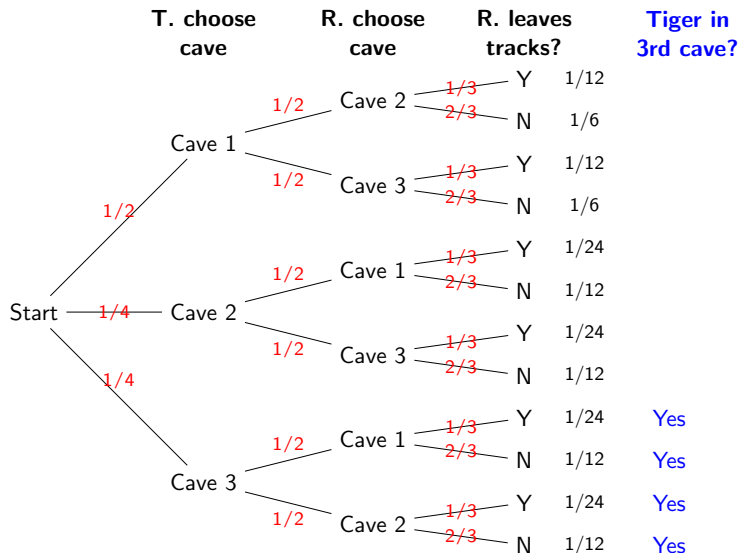 T. choose cave
R. choose cave
R. leaves tracks?
Tiger in 3rd cave?
Start
1/2
Cave 1
1/2
Cave 2
1/3
Y
1/12
2/3
N
1/6
1/2
Cave 3
1/3
Y
1/12
2/3
N
1/6
1/4
Cave 2
1/2
Cave 1
1/3
Y
1/24
2/3
N
1/12
1/2
Cave 3
1/3
Y
1/24
2/3
N
1/12
1/4
Cave 3
1/2
Cave 1
1/3
Y
1/24
Yes
2/3
N
1/12
Yes
1/2
Cave 2
1/3
Y
1/24
Yes
2/3
N
1/12
Yes